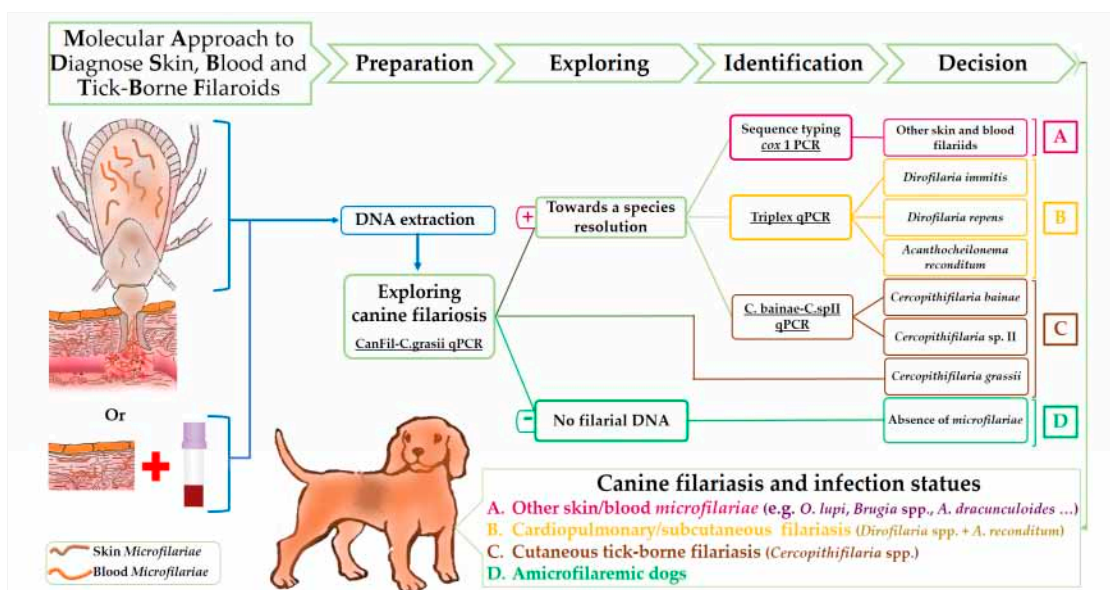 Molecular Approach to
Diagnose Skin, Blood and
Tick-Borne Filaroids
Preparation
Exploring
Identification
Decision
DNA extraction
Exploring
canine filariosis
CanFil-C.grasii qPCR
+
Towards a species
resolution
-
No filarial DNA
Sequence typing
cox 1 PCR
Triplex qPCR
C. bainae-C.spII
qPCR
Other skin and blood
filariids
Dirofilaria immitis
Dirofilaria repens
Acanthocheilonema
reconditum
Cercopithifilaria bainae
Cercopithifilaria sp. II
Cercopithifilaria grassii
Absence of microfilariae
A
B
C
D
Or
Skin Microfilariae
Blood Microfilariae
Canine filariasis and infection statues
A. Other skin/blood microfilariae (e.g. O. lupi, Brugia spp., A. dracunculoides ...)
B. Cardiopulmonary/subcutaneous filariasis (Dirofilaria spp. + A. reconditum)
C. Cutaneous tick-borne filariasis (Cercopithifilaria spp.)
D. Amicrofilaremic dogs